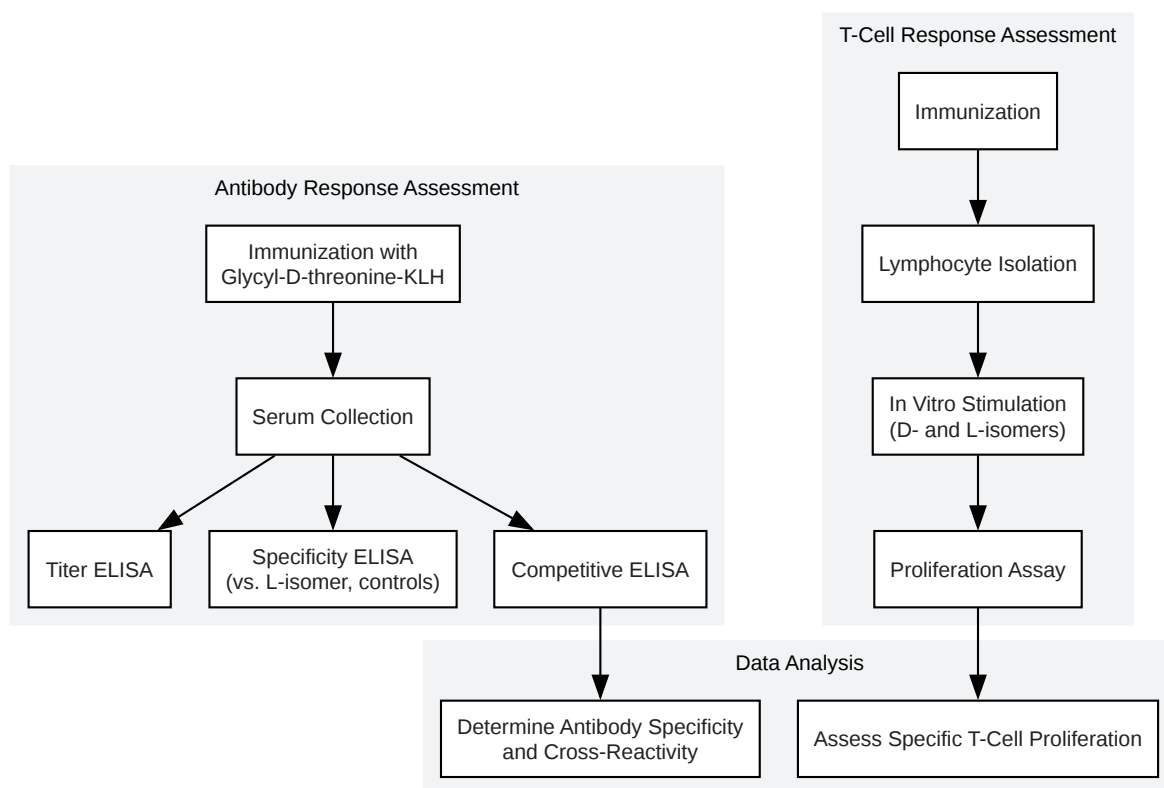 T-Cell Response Assessment
Immunization
Lymphocyte Isolation
In Vitro Stimulation
(D- and L-isomers)
Proliferation Assay
Antibody Response Assessment
Immunization with
Glycyl-D-threonine-KLH
Serum Collection
Titer ELISA
Specificity ELISA
(vs. L-isomer, controls)
Competitive ELISA
Data Analysis
Determine Antibody Specificity
and Cross-Reactivity
Assess Specific T-Cell Proliferation